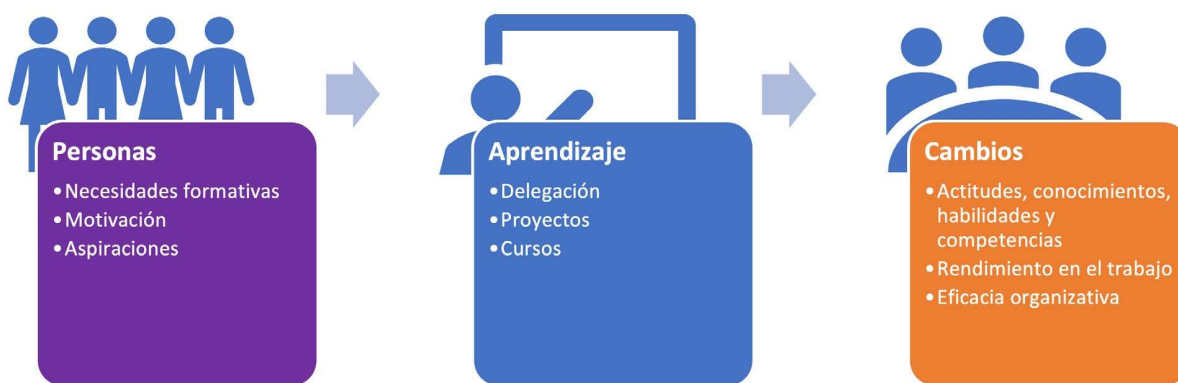 Personas
•Necesidades formativas
•Motivación
•Aspiraciones
Aprendizaje
•Delegación
•Proyectos
•Cursos
Cambios
•Actitudes, conocimientos,
habilidades y
competencias
•Rendimiento en el trabajo
•Eficacia organizativa